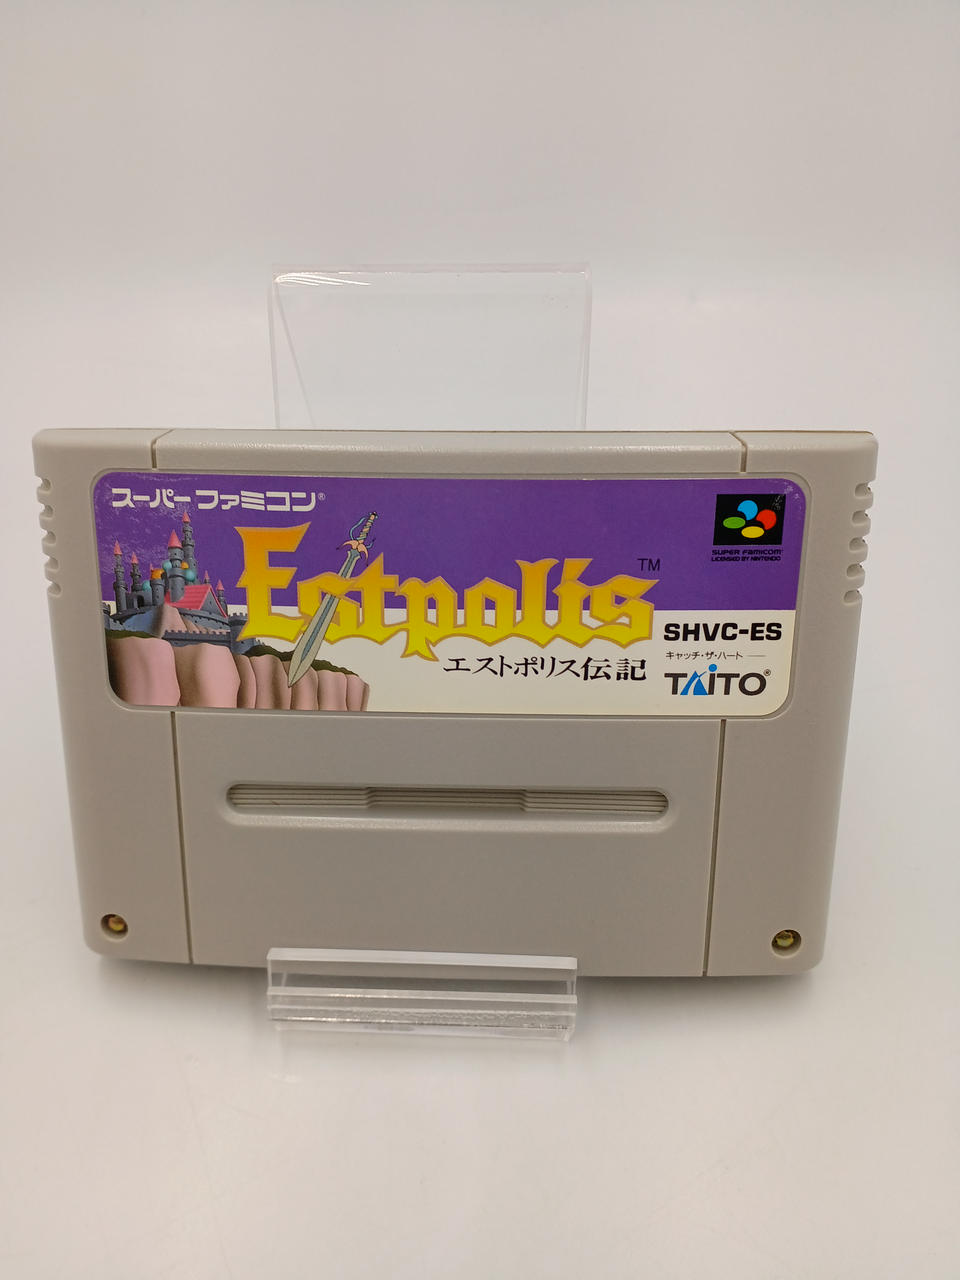 スーパーファミコン®
SUPER FAMICOM®
LICENSED BY NINTENDO
Estpolis™
エストポリス伝記
SHVC-ES
キャッチ・ザ・ハート
TAITO®